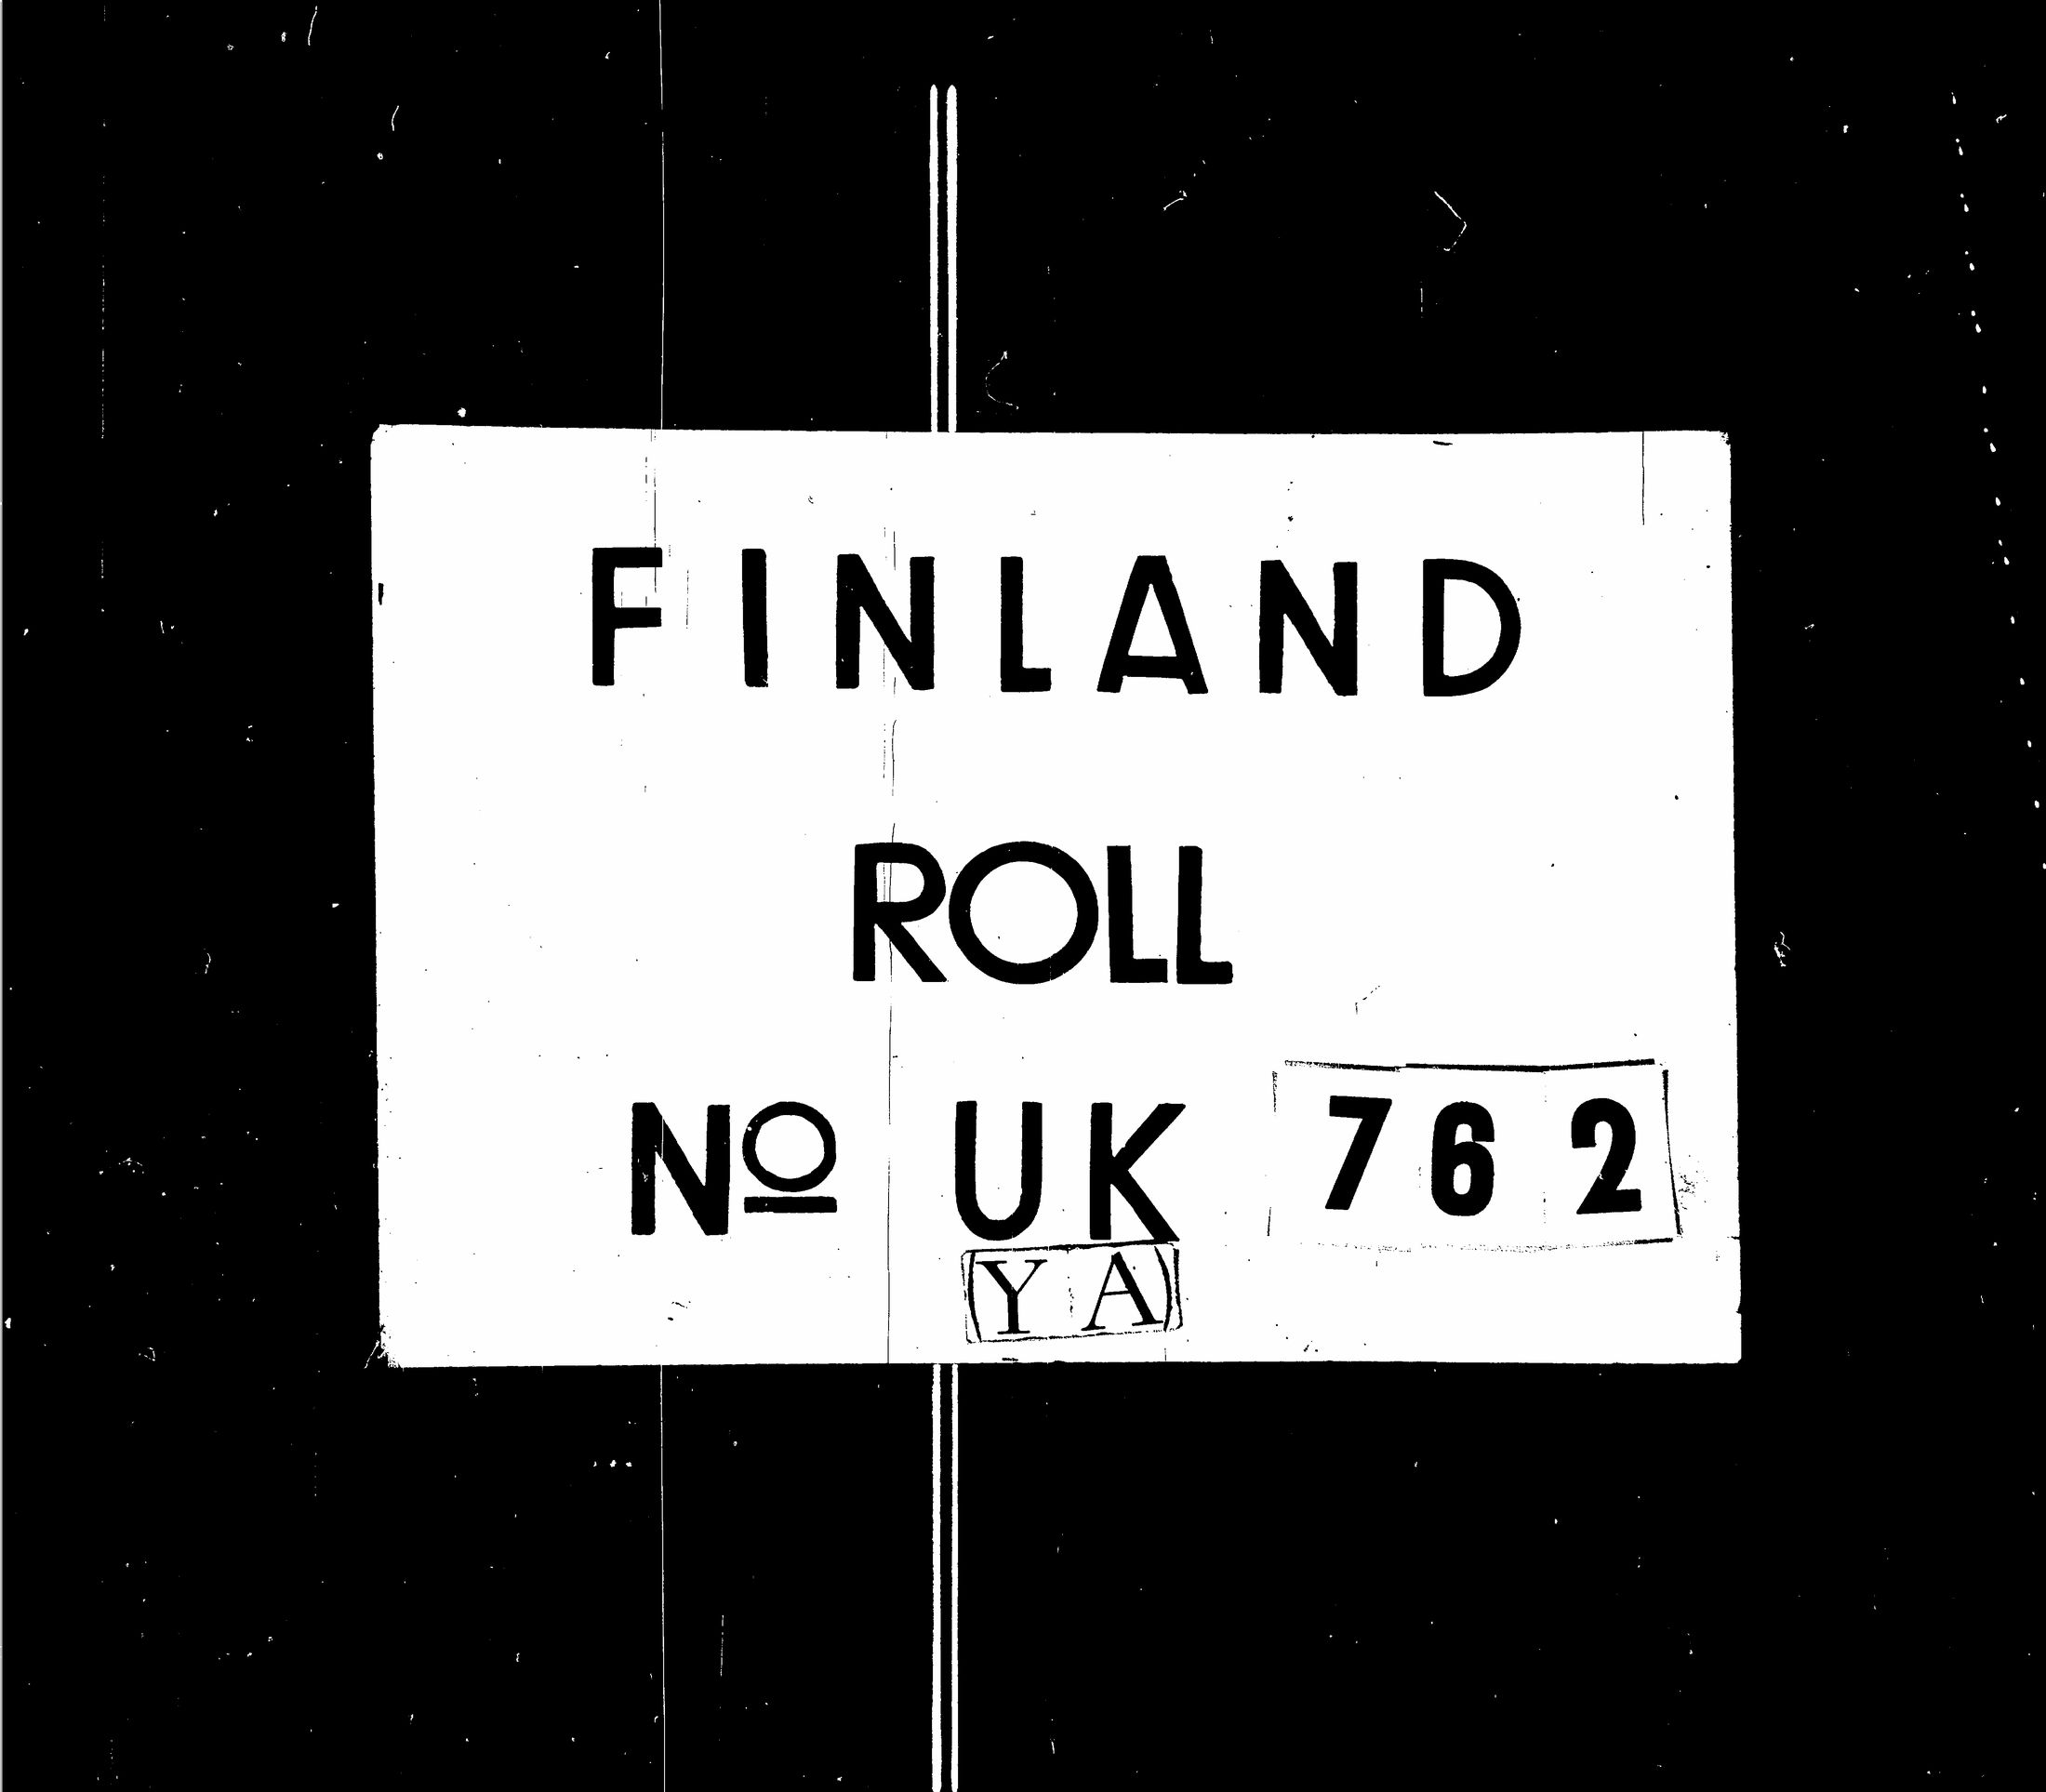 FINLAND
ROLL
Nº UK 762
(YA)